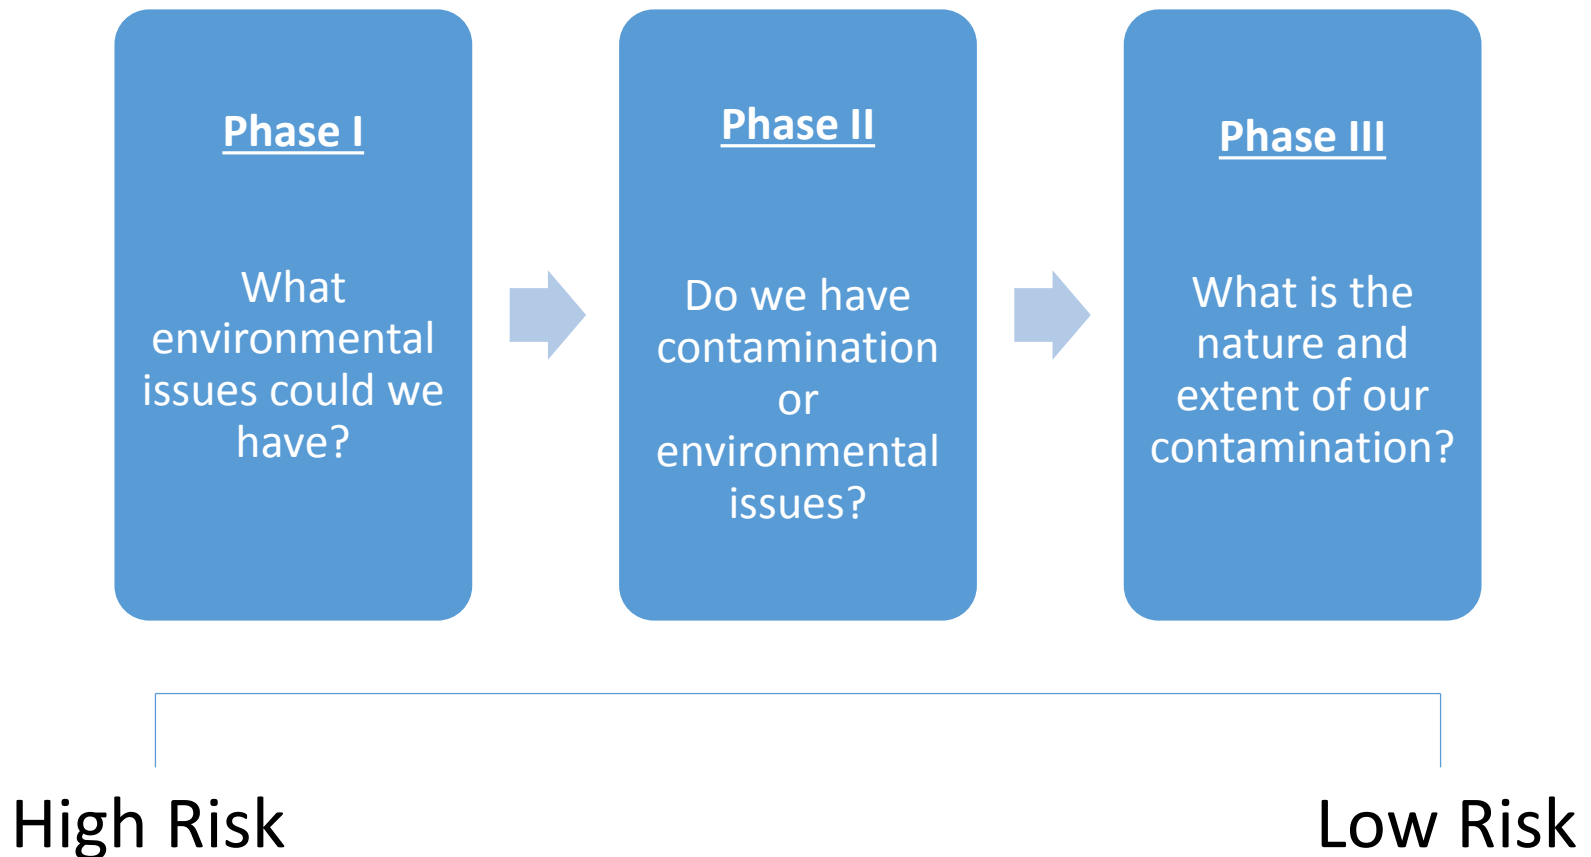 Phase I
What
environmental
issues could we
have?
Phase II
Do we have
contamination
or
environmental
issues?
Phase III
What is the
nature and
extent of our
contamination?
High Risk
Low Risk